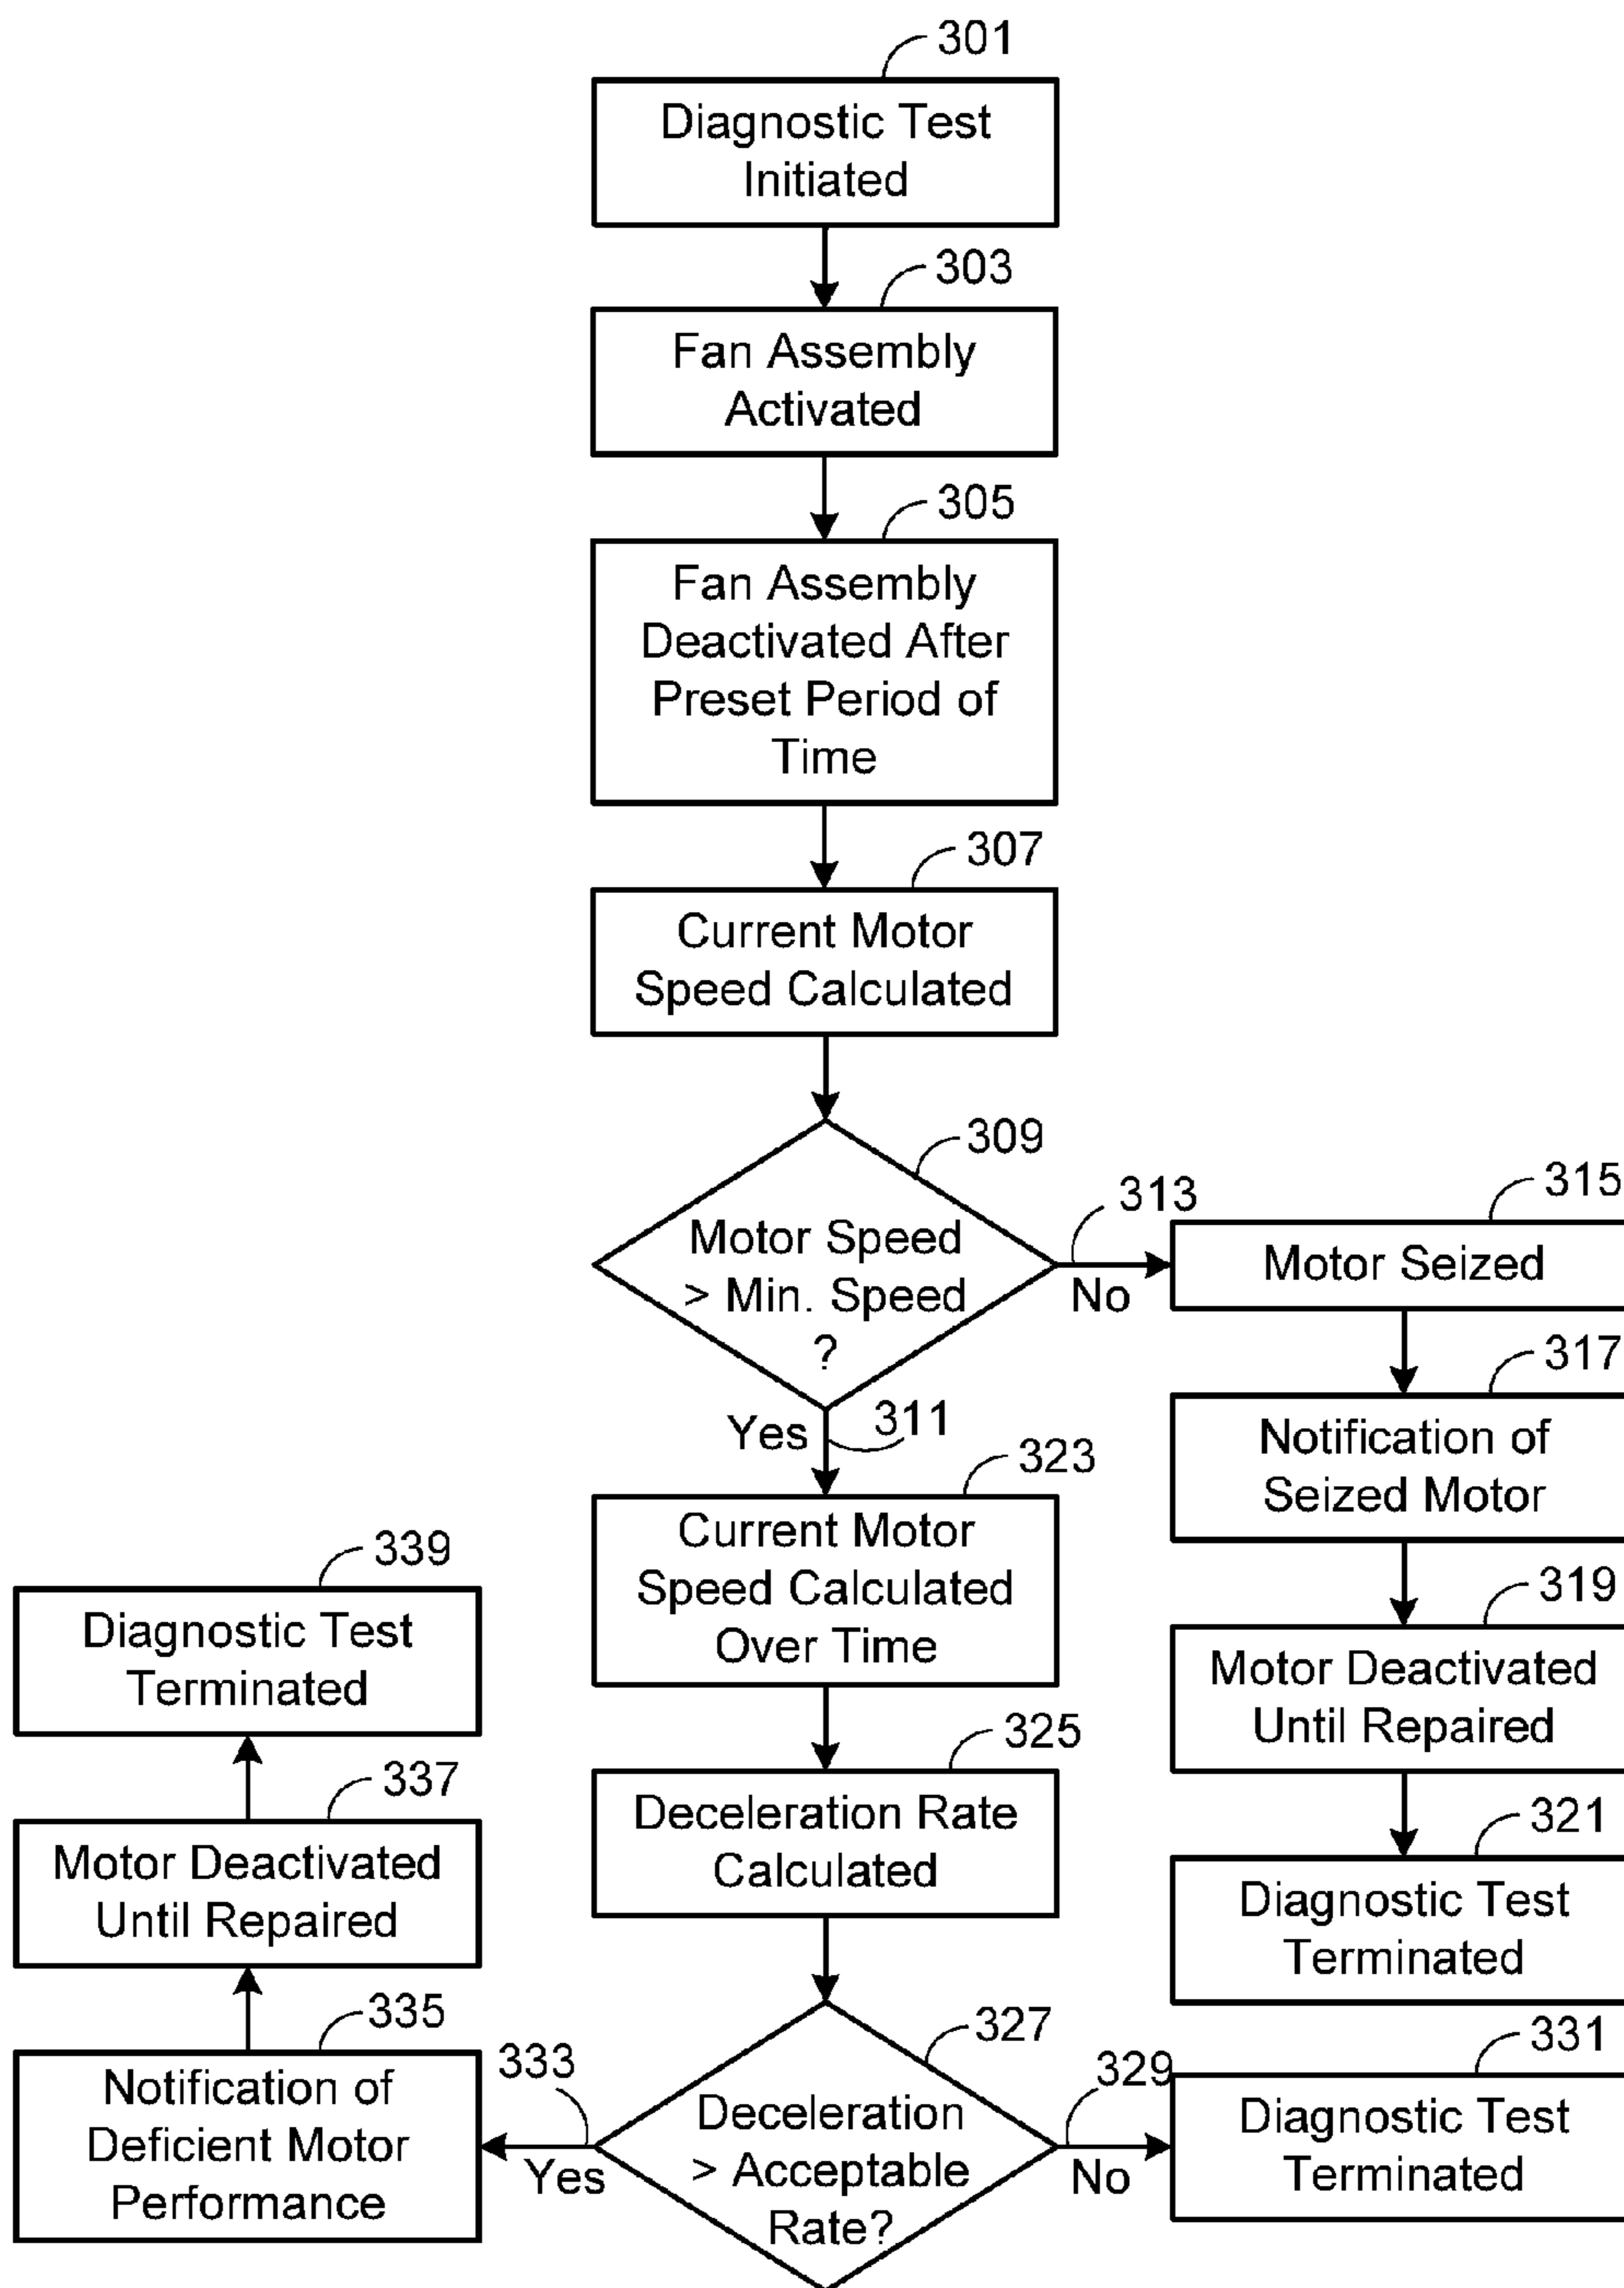 301
Diagnostic Test
Initiated
303
Fan Assembly
Activated
305
Fan Assembly
Deactivated After
Preset Period of
Time
307
Current Motor
Speed Calculated
309
Motor Speed
> Min. Speed
?
313
No
315
Motor Seized
317
Notification of
Seized Motor
319
Motor Deactivated
Until Repaired
321
Diagnostic Test
Terminated
Yes
311
323
Current Motor
Speed Calculated
Over Time
325
Deceleration Rate
Calculated
327
Deceleration
> Acceptable
Rate?
329
No
331
Diagnostic Test
Terminated
333
Yes
335
Notification of
Deficient Motor
Performance
337
Motor Deactivated
Until Repaired
339
Diagnostic Test
Terminated